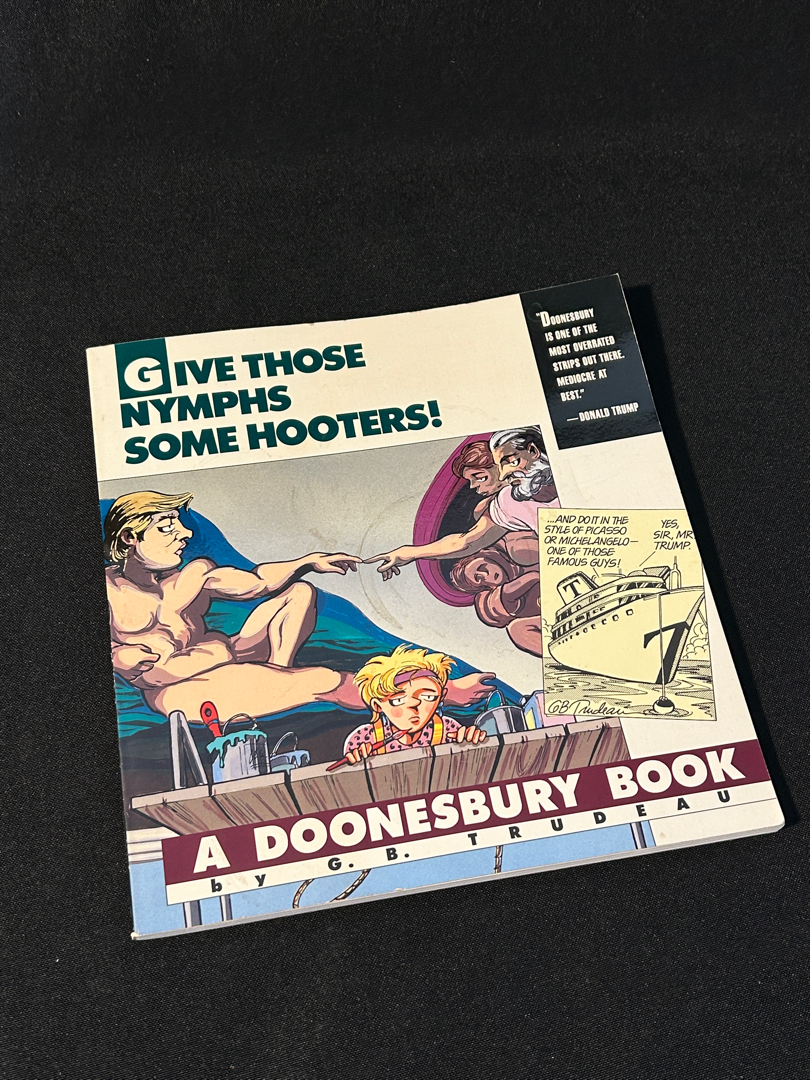 GIVE THOSE
NYMPHS
SOME HOOTERS!
"DOONESBURY
IS ONE OF THE
MOST OVERRATED
STRIPS OUT THERE.
MEDIOCRE AT
BEST."
—DONALD TRUMP
...AND DO IT IN THE
STYLE OF PICASSO
OR MICHELANGELO—
ONE OF THOSE
FAMOUS GUYS!
YES,
SIR, MR
TRUMP.
T
T
GB Trudeau
A DOONESBURY BOOK
by G. B. TRUDEAU